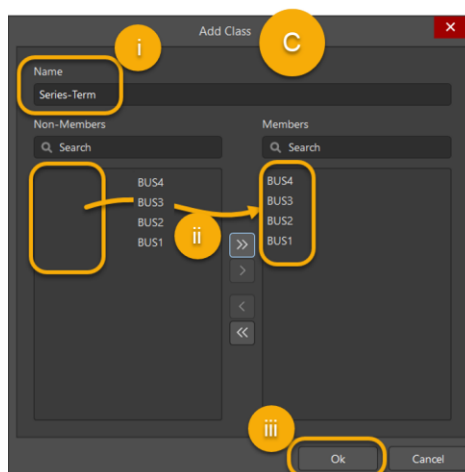 Add Class
C
i
Name
Series-Term
Non-Members
Members
Search
Search
BUS4
BUS3
BUS2
BUS1
ii
BUS4
BUS3
BUS2
BUS1
iii
Ok
Cancel